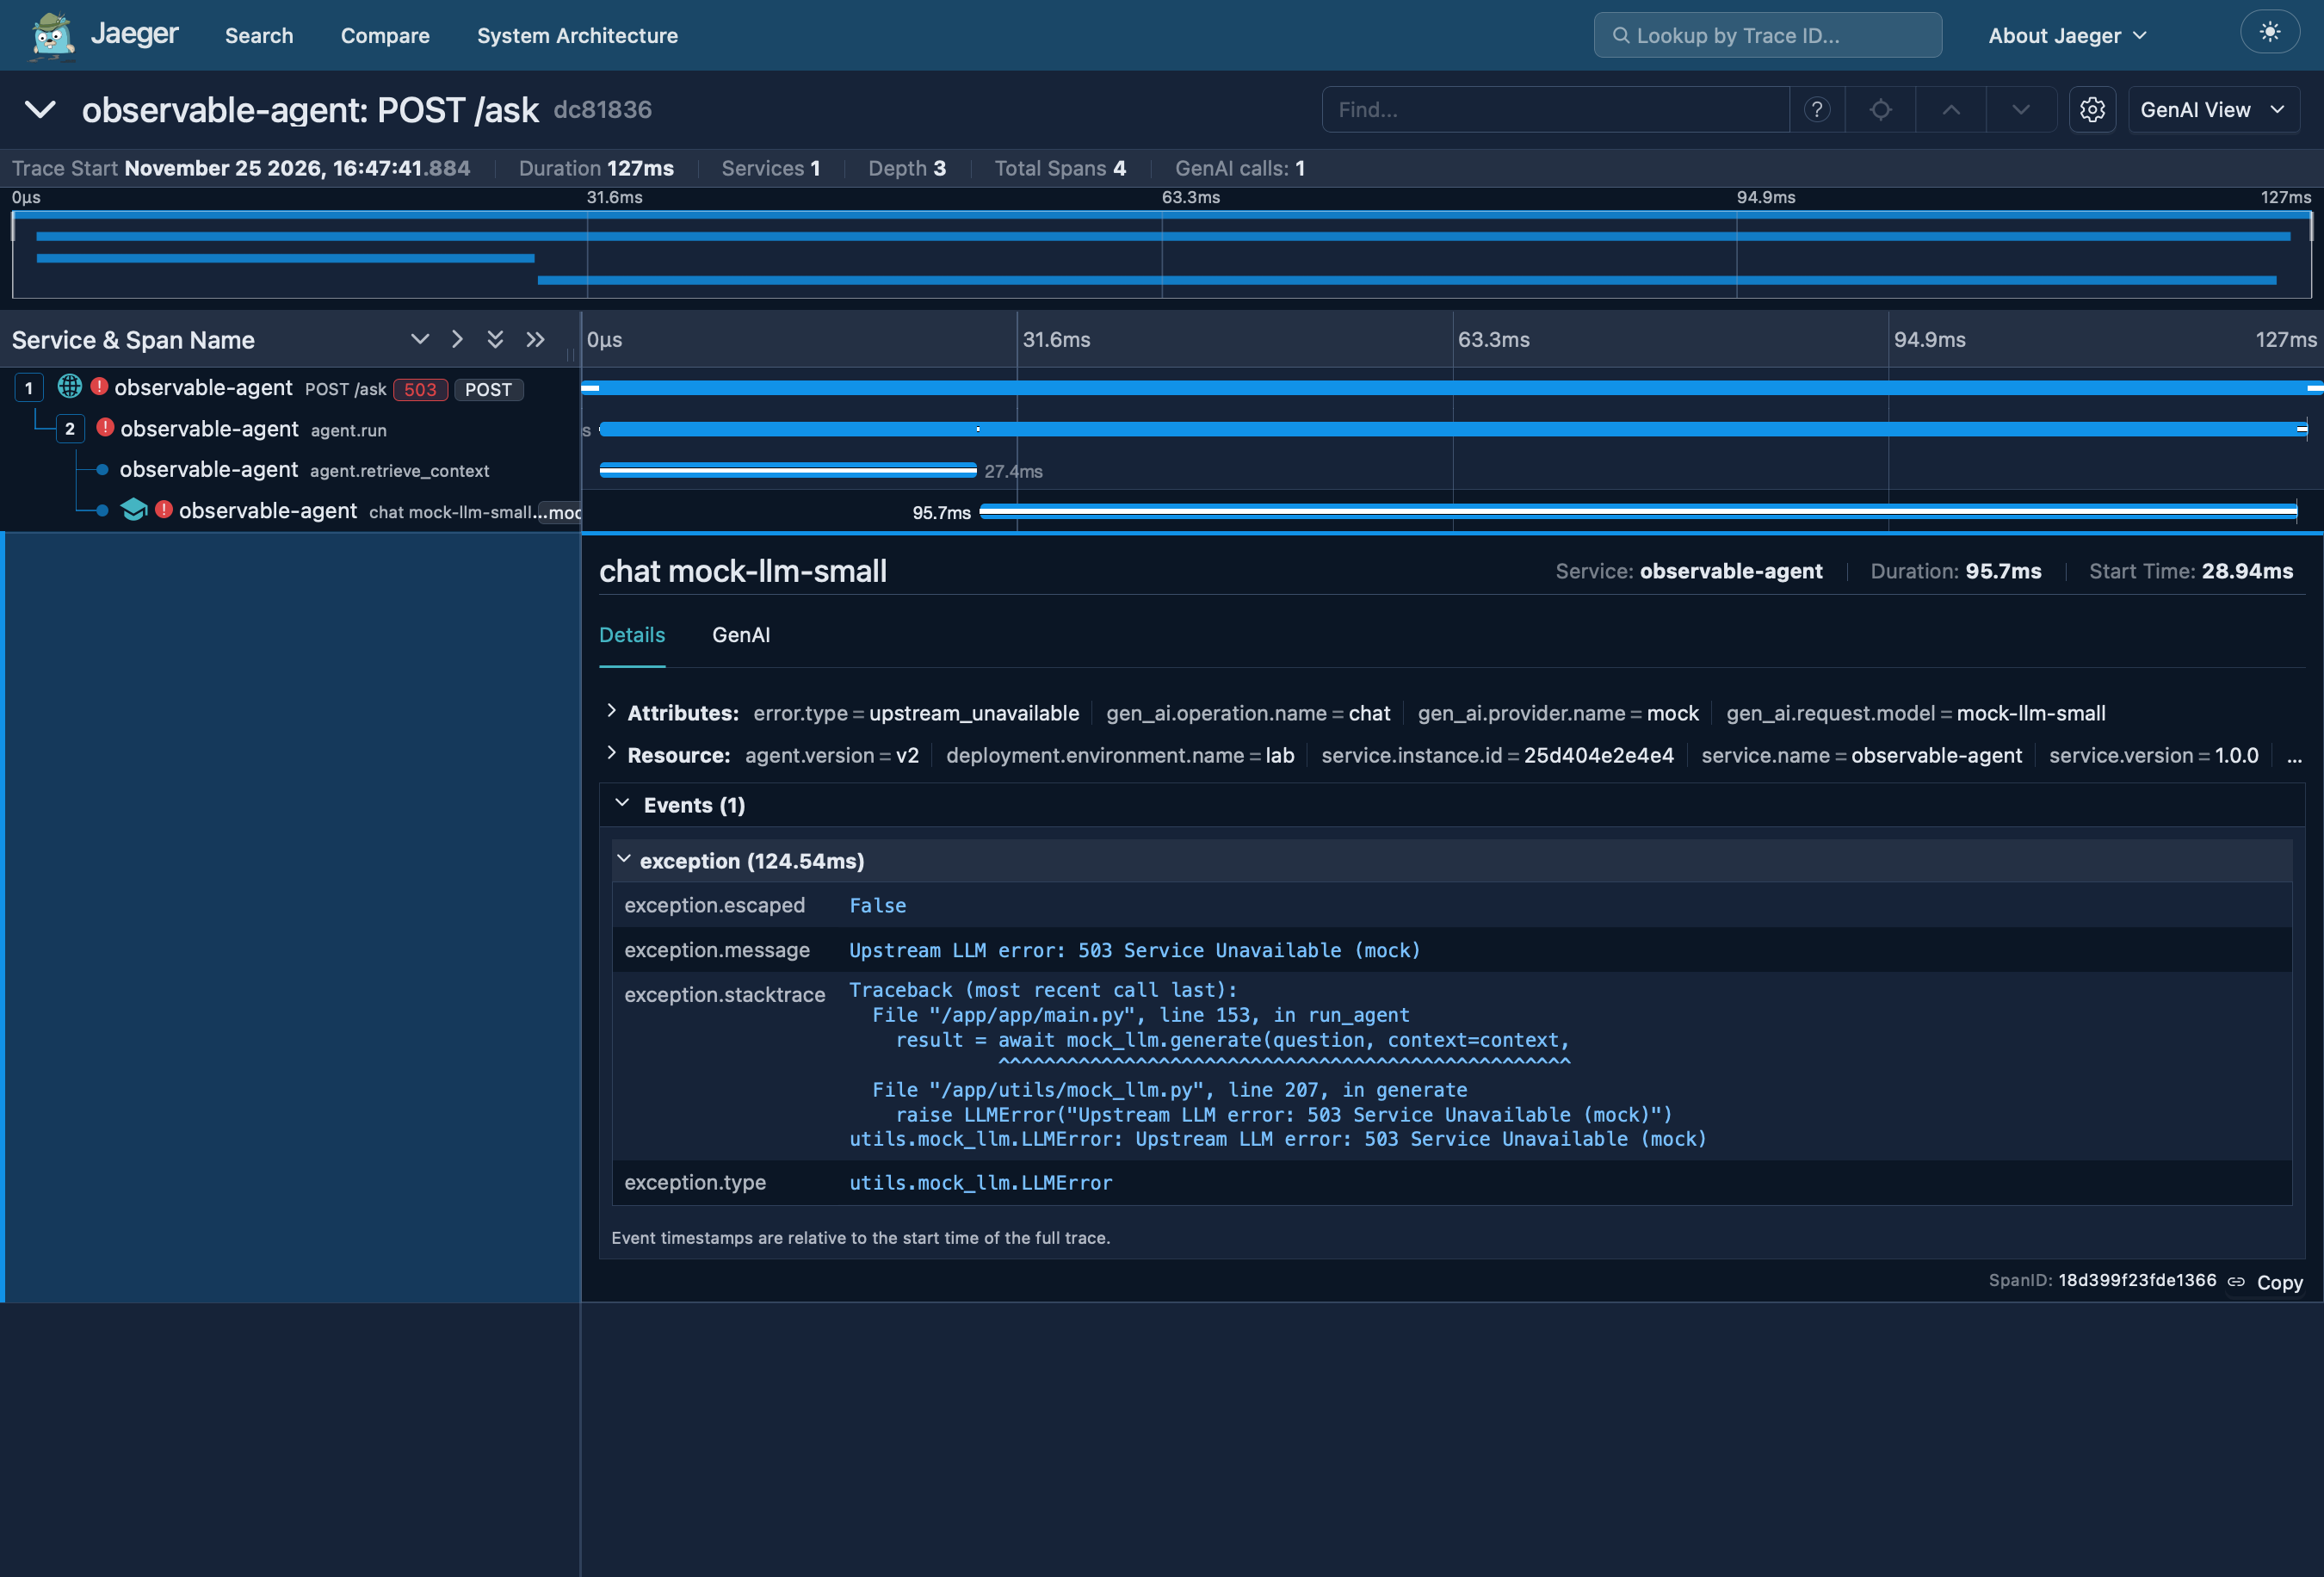 Jaeger Search Compare System Architecture Lookup by Trace ID... About Jaeger
observable-agent: POST /ask dc81836 Find... GenAI View
Trace Start November 25 2026, 16:47:41.884 Duration 127ms Services 1 Depth 3 Total Spans 4 GenAI calls: 1
0μs 31.6ms 63.3ms 94.9ms 127ms
Service & Span Name 0μs 31.6ms 63.3ms 94.9ms 127ms
1 observable-agent POST /ask 503 POST
2 observable-agent agent.run s
observable-agent agent.retrieve_context 27.4ms
observable-agent chat mock-llm-small...moc 95.7ms
chat mock-llm-small Service: observable-agent Duration: 95.7ms Start Time: 28.94ms
Details GenAI
Attributes: error.type = upstream_unavailable gen_ai.operation.name = chat gen_ai.provider.name = mock gen_ai.request.model = mock-llm-small
Resource: agent.version = v2 deployment.environment.name = lab service.instance.id = 25d404e2e4e4 service.name = observable-agent service.version = 1.0.0 ...
Events (1)
exception (124.54ms)
exception.escaped False
exception.message Upstream LLM error: 503 Service Unavailable (mock)
exception.stacktrace Traceback (most recent call last):
File "/app/app/main.py", line 153, in run_agent
result = await mock_llm.generate(question, context=context,
^^^^^^^^^^^^^^^^^^^^^^^^^^^^^^^^^^^^^^^^^^^^^^^^^^
File "/app/utils/mock_llm.py", line 207, in generate
raise LLMError("Upstream LLM error: 503 Service Unavailable (mock)")
utils.mock_llm.LLMError: Upstream LLM error: 503 Service Unavailable (mock)
exception.type utils.mock_llm.LLMError
Event timestamps are relative to the start time of the full trace.
SpanID: 18d399f23fde1366 Copy